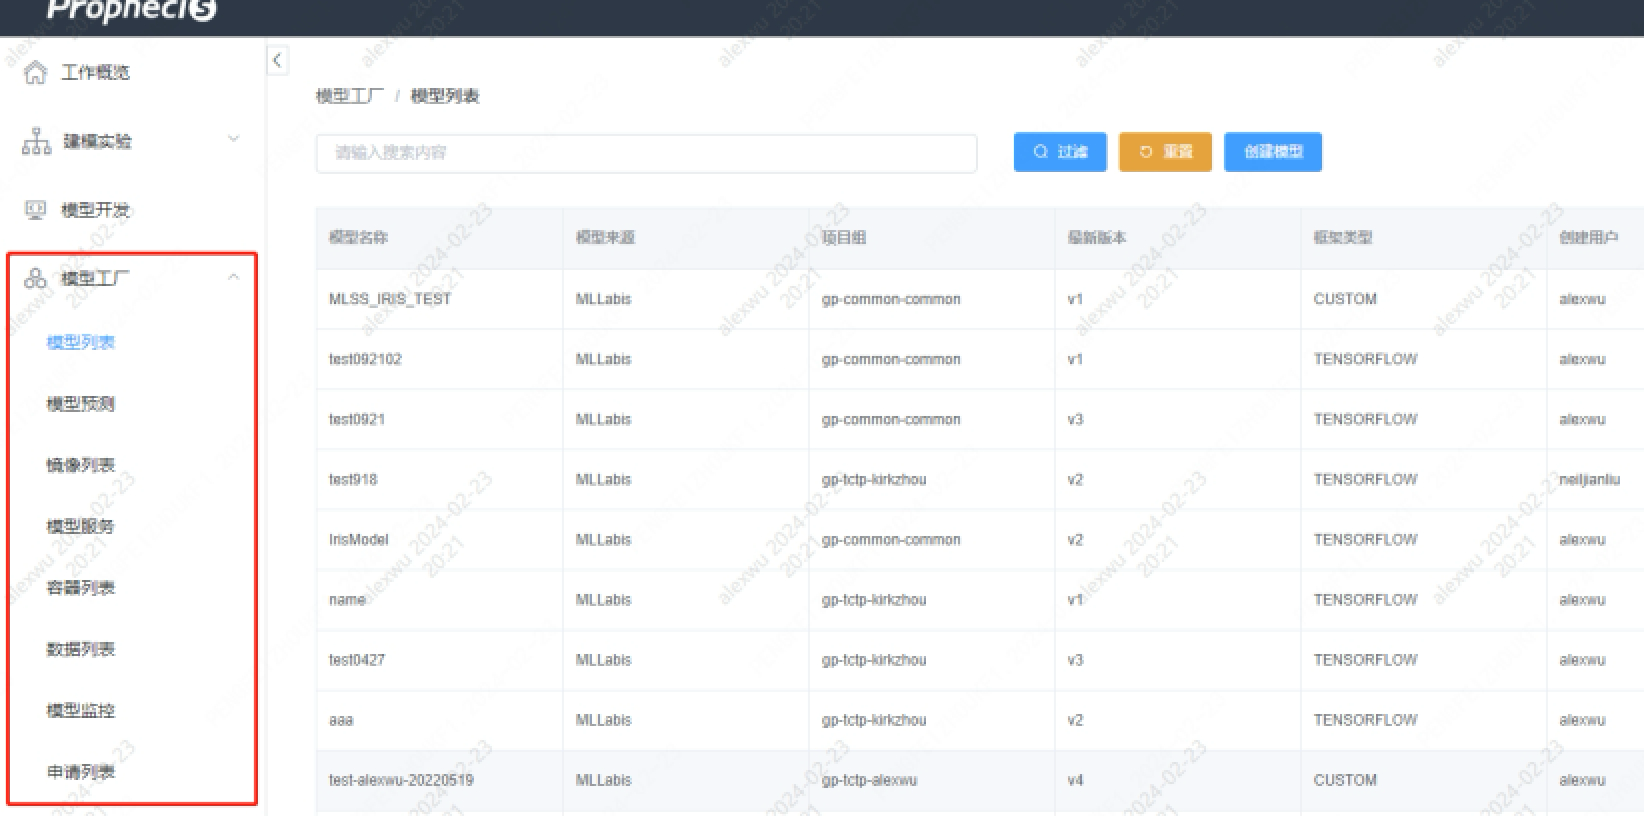 Prophecis
工作概览
建模实验
模型开发
模型工厂
模型列表
模型预测
镜像列表
模型服务
容器列表
数据列表
模型监控
申请列表
模型工厂 / 模型列表
请输入搜索内容
过滤 重置 创建模型
模型名称 模型来源 项目组 最新版本 框架类型 创建用户
MLSS_IRIS_TEST MLLabis gp-common-common v1 CUSTOM alexwu
test092102 MLLabis gp-common-common v1 TENSORFLOW alexwu
test0921 MLLabis gp-common-common v3 TENSORFLOW alexwu
test918 MLLabis gp-tctp-kirkzhou v2 TENSORFLOW neiljianliu
IrisModel MLLabis gp-common-common v2 TENSORFLOW alexwu
name MLLabis gp-tctp-kirkzhou v1 TENSORFLOW alexwu
test0427 MLLabis gp-tctp-kirkzhou v3 TENSORFLOW alexwu
aaa MLLabis gp-tctp-kirkzhou v2 TENSORFLOW alexwu
test-alexwu-20220519 MLLabis gp-tctp-alexwu v4 CUSTOM alexwu
alexwu 2024-02-23
20:21